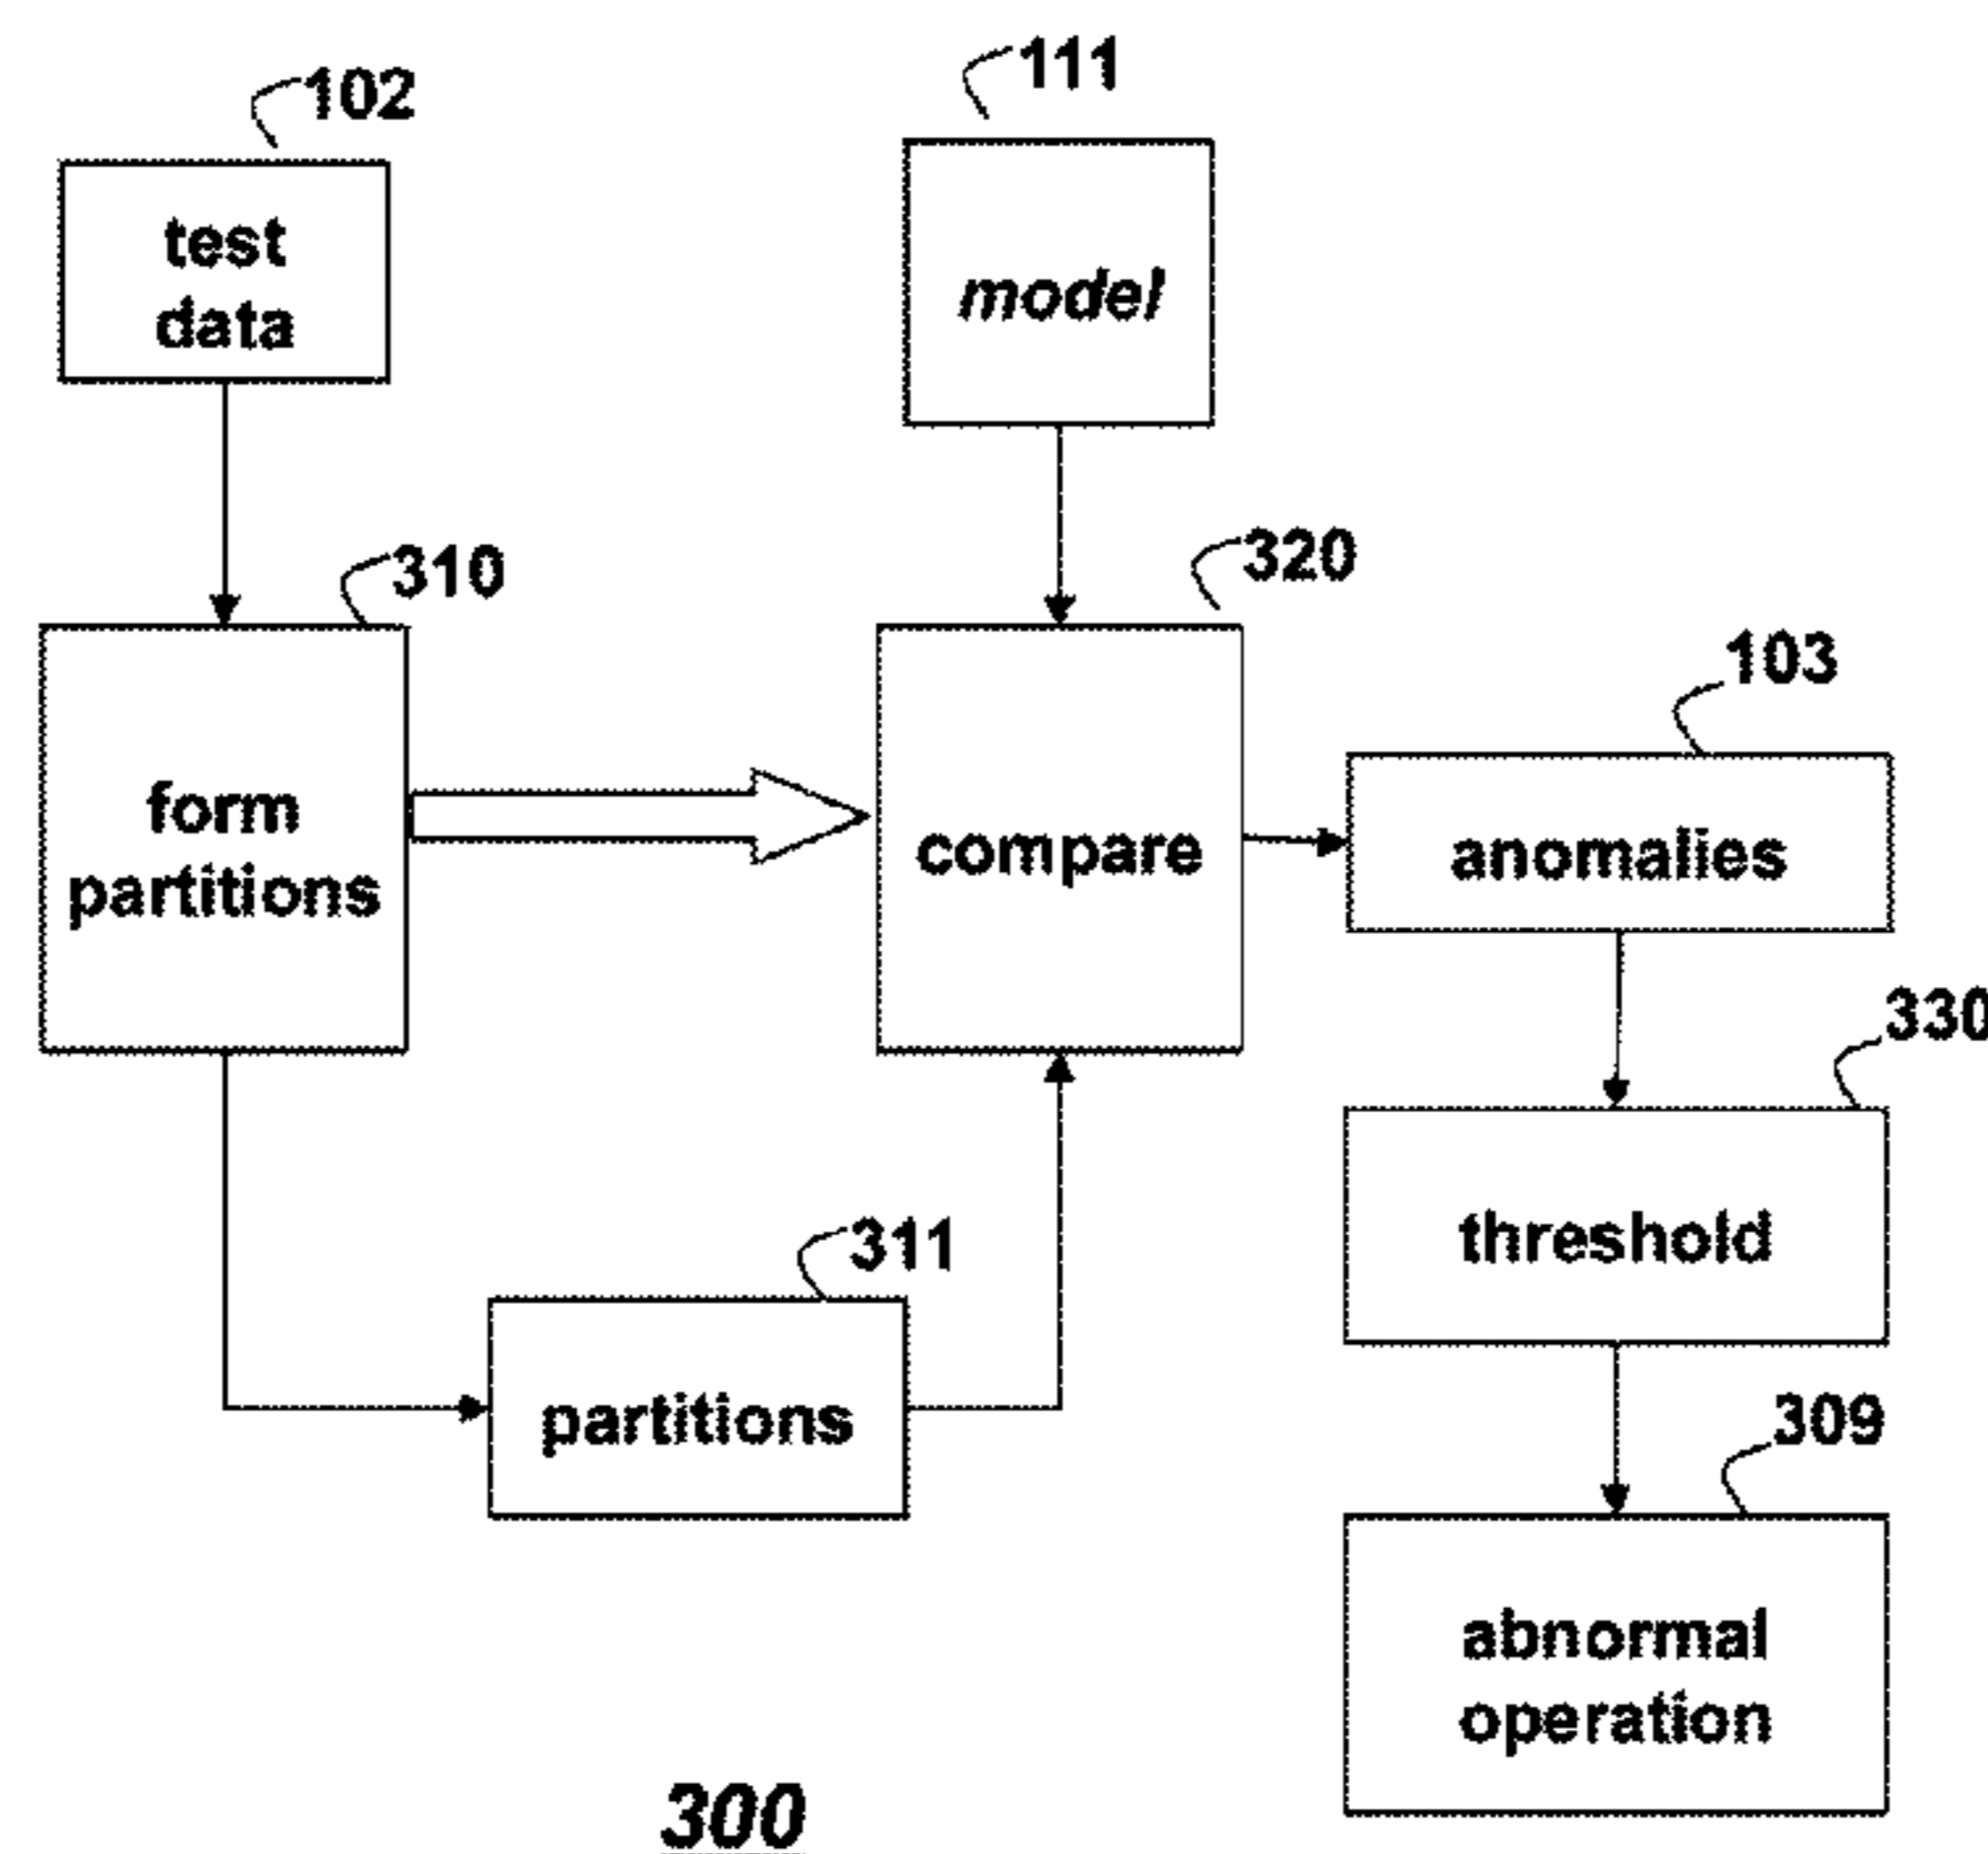 102
111
test
data
model
310
320
103
form
partitions
compare
anomalies
330
311
threshold
partitions
309
abnormal
operation
300